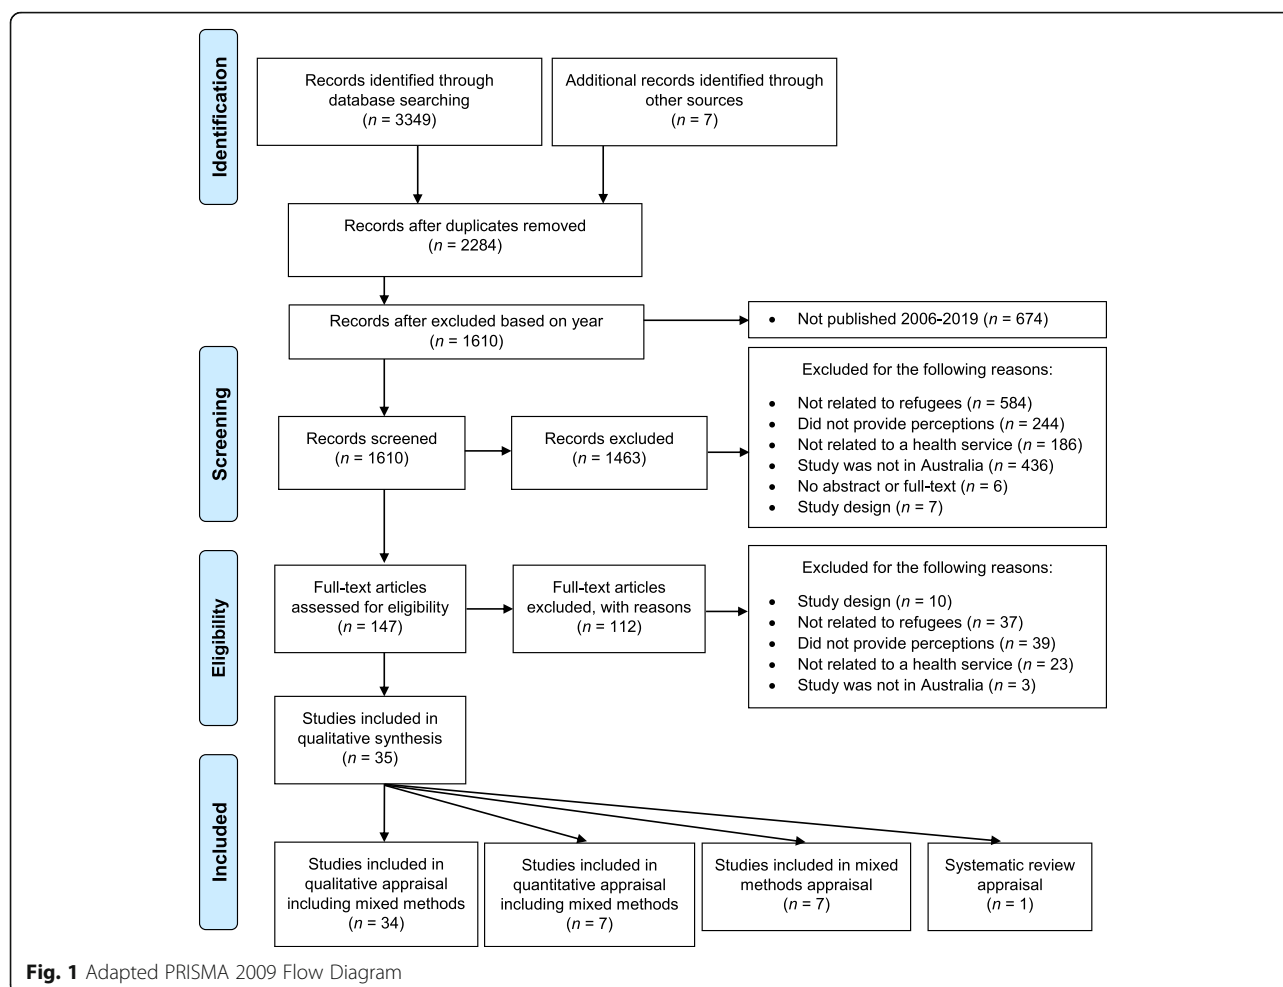 Identification
Records identified through
database searching
(n = 3349)
Additional records identified through
other sources
(n = 7)
Records after duplicates removed
(n = 2284)
Records after excluded based on year
(n = 1610)
• Not published 2006-2019 (n = 674)
Screening
Records screened
(n = 1610)
Records excluded
(n = 1463)
Excluded for the following reasons:
• Not related to refugees (n = 584)
• Did not provide perceptions (n = 244)
• Not related to a health service (n = 186)
• Study was not in Australia (n = 436)
• No abstract or full-text (n = 6)
• Study design (n = 7)
Eligibility
Full-text articles
assessed for eligibility
(n = 147)
Full-text articles
excluded, with reasons
(n = 112)
Excluded for the following reasons:
• Study design (n = 10)
• Not related to refugees (n = 37)
• Did not provide perceptions (n = 39)
• Not related to a health service (n = 23)
• Study was not in Australia (n = 3)
Studies included in
qualitative synthesis
(n = 35)
Included
Studies included in
qualitative appraisal
including mixed methods
(n = 34)
Studies included in
quantitative appraisal
including mixed methods
(n = 7)
Studies included in mixed
methods appraisal
(n = 7)
Systematic review
appraisal
(n = 1)
Fig. 1 Adapted PRISMA 2009 Flow Diagram